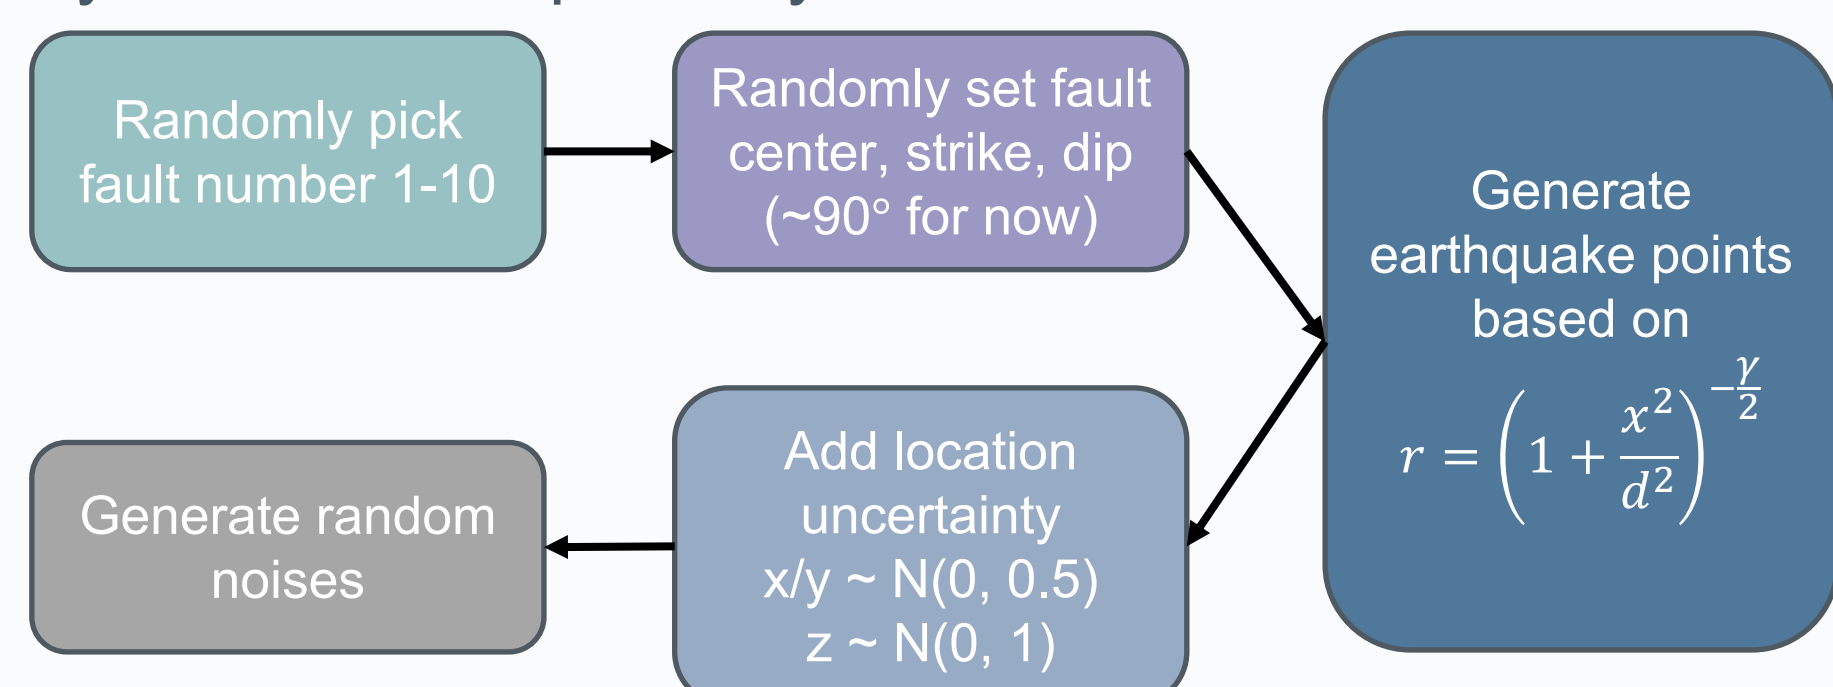 Randomly pick
fault number 1-10
Randomly set fault
center, strike, dip
(~90° for now)
Generate
earthquake points
based on
r = (1 + x²/d²)^(-γ/2)
Add location
uncertainty
x/y ~ N(0, 0.5)
z ~ N(0, 1)
Generate random
noises